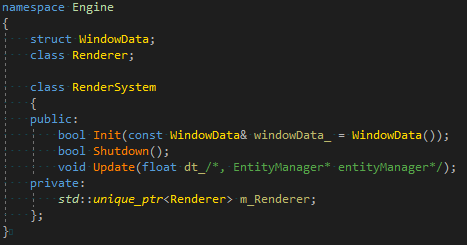 namespace Engine
{
struct WindowData;
class Renderer;
class RenderSystem
{
public:
bool Init(const WindowData& windowData_ = WindowData());
bool Shutdown();
void Update(float dt_/*, EntityManager* entityManager*/);
private:
std::unique_ptr<Renderer> m_Renderer;
};
}